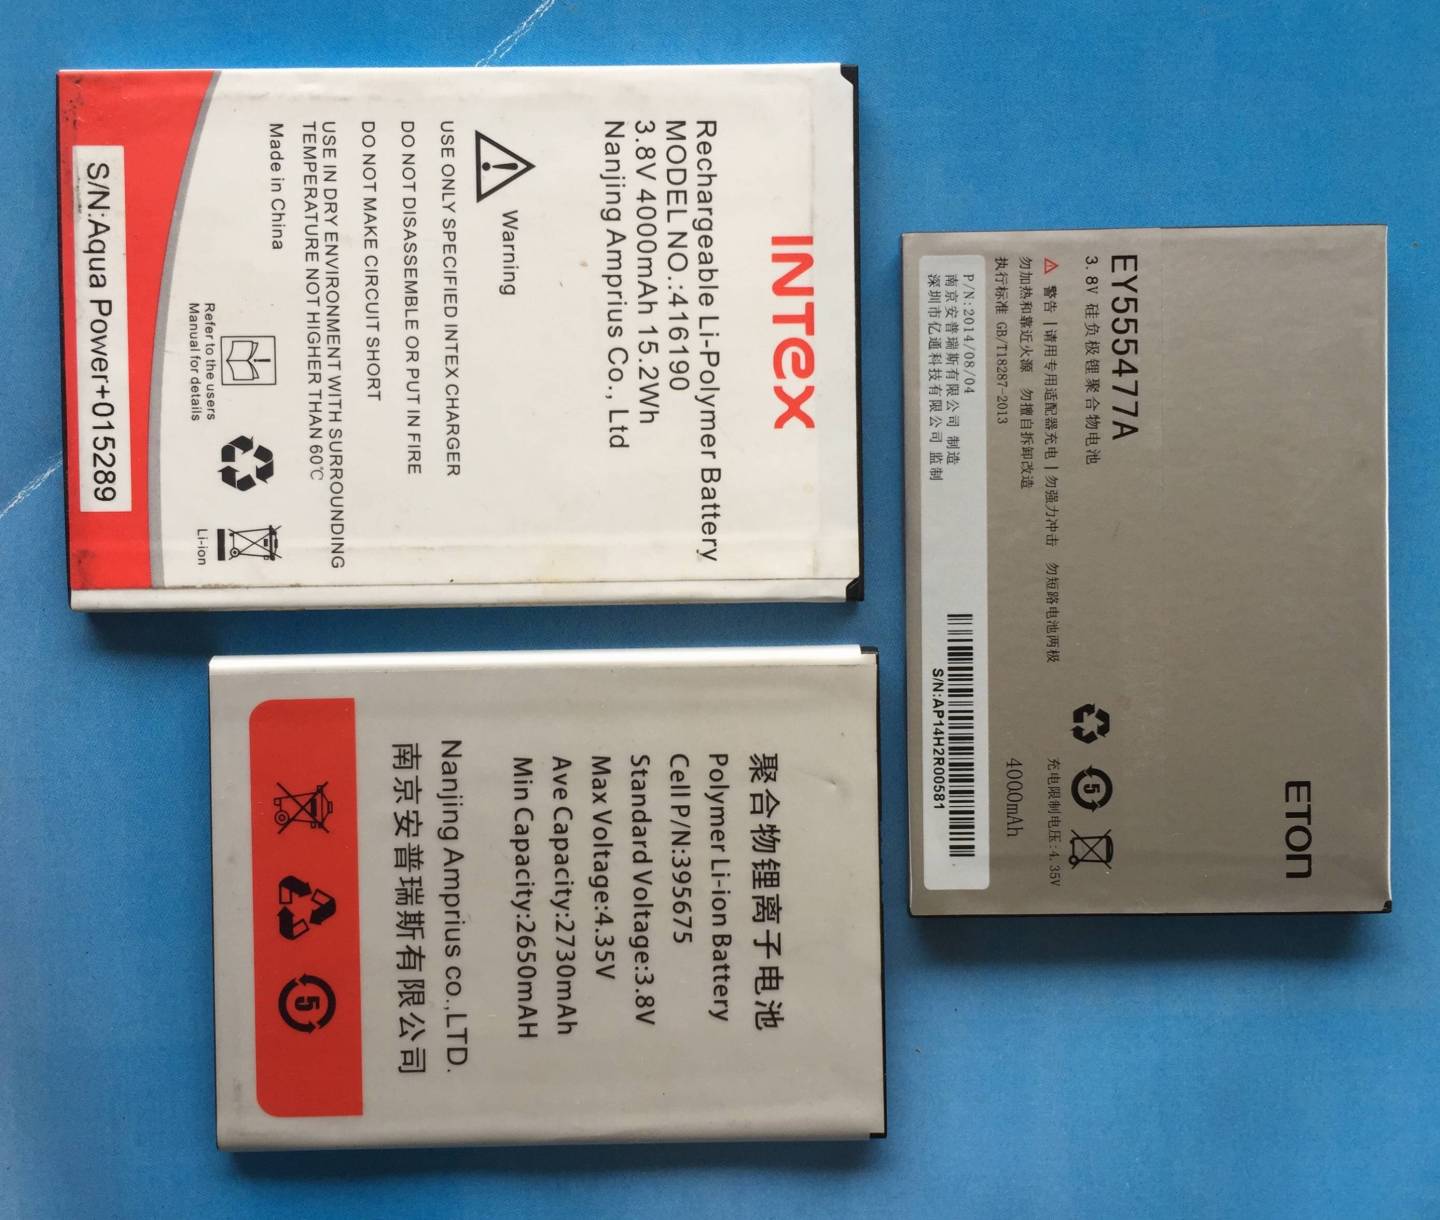 INTEX
Rechargeable Li-Polymer Battery
MODEL NO.:416190
3.8V 4000mAh 15.2Wh
Nanjing Amprius Co., Ltd
Warning
USE ONLY SPECIFIED INTEX CHARGER
DO NOT DISASSEMBLE OR PUT IN FIRE
DO NOT MAKE CIRCUIT SHORT
USE IN DRY ENVIRONMENT WITH SURROUNDING
TEMPERATURE NOT HIGHER THAN 60℃
Made in China
Refer to the users
Manual for details
Li-ion
S/N:Aqua Power+015289
聚合物锂离子电池
Polymer Li-ion Battery
Cell P/N:395675
Standard Voltage:3.8V
Max Voltage:4.35V
Ave Capacity:2730mAh
Min Capacity:2650mAH
Nanjing Amprius co.,LTD.
南京安普瑞斯有限公司
5
ETON
EY555477A
3.8V 硅负极锂聚合物电池
5
警告 | 请用专用适配器充电 | 勿强力冲击 勿短路电池两极
充电限制电压:4.35V
勿加热和靠近火源 勿擅自拆卸改造
执行标准 GB/T18287-2013
4000mAh
P/N:2014/08/04
南京安普瑞斯有限公司 制造
深圳市亿通科技有限公司 监制
S/N:AP14H2R00581